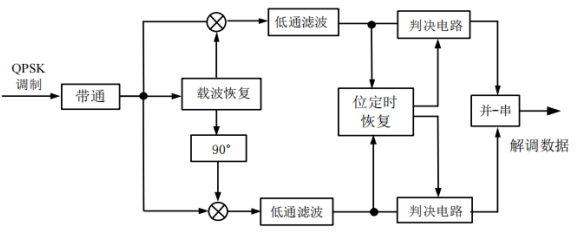 低通滤波
判决电路
QPSK
调制
带通
载波恢复
位定时
恢复
并-串
90°
解调数据
低通滤波
判决电路